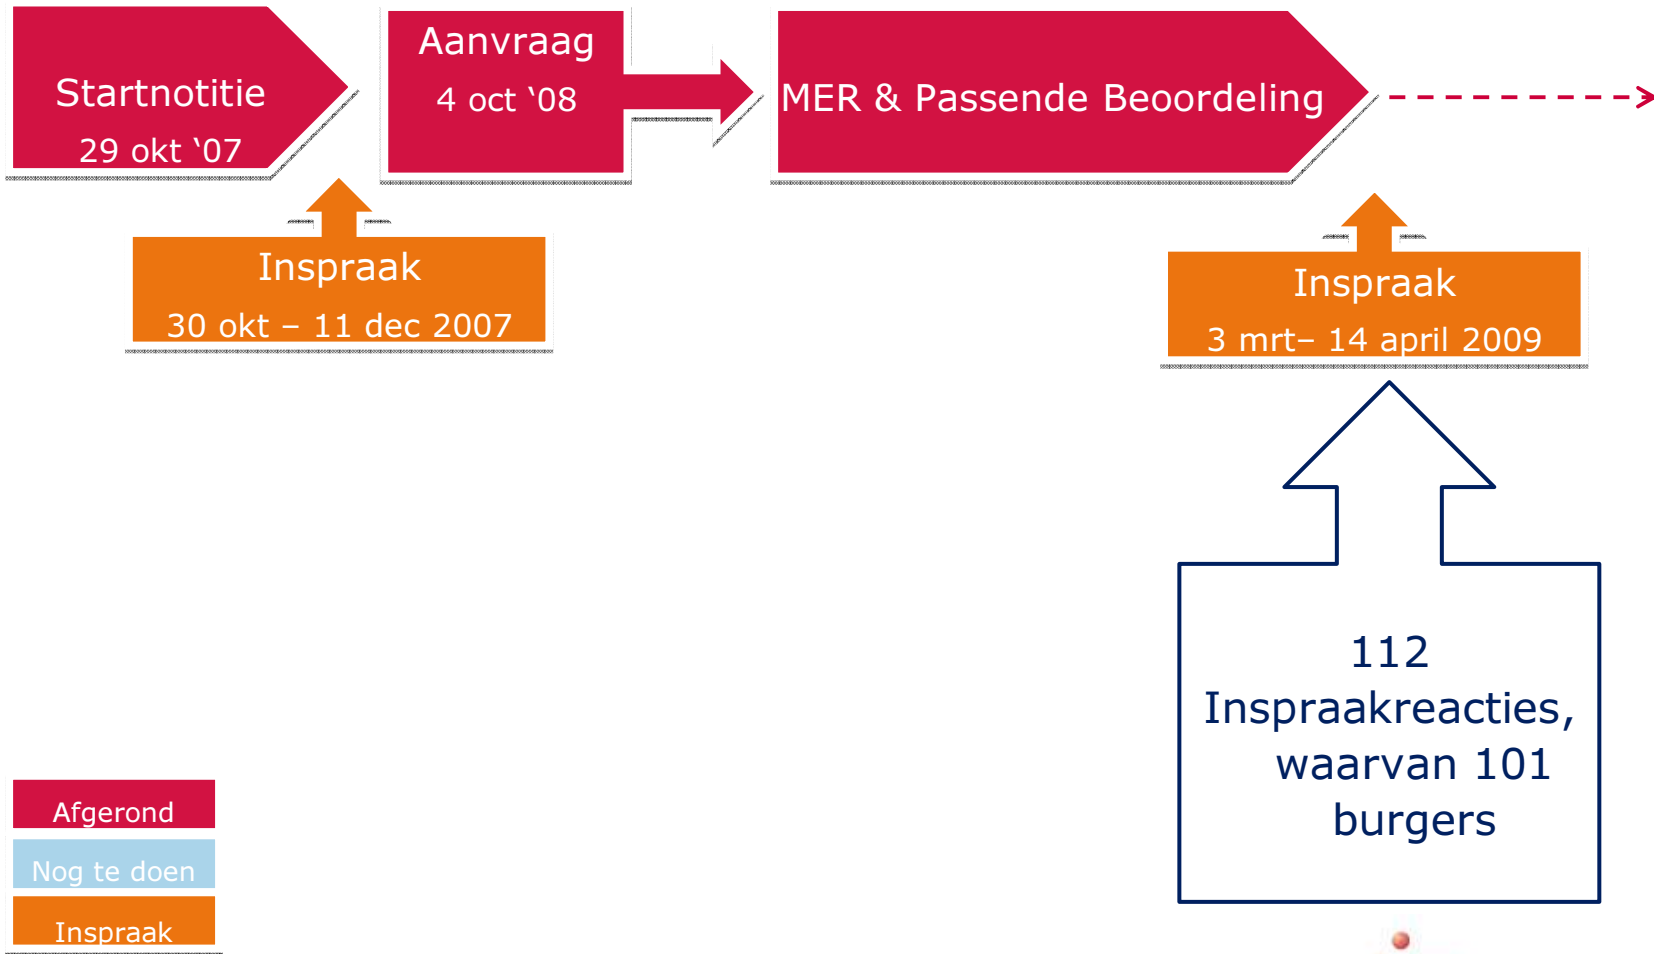 Startnotitie
29 okt ‘07
Aanvraag
4 oct ‘08
MER & Passende Beoordeling
Inspraak
30 okt – 11 dec 2007
Inspraak
3 mrt– 14 april 2009
112
Inspraakreacties,
waarvan 101
burgers
Afgerond
Nog te doen
Inspraak